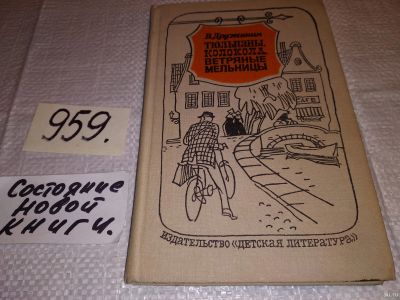 959.
Состояние
новой
книги.
В. Дружинин
ТЮЛЬПАНЫ,
КОЛОКОЛА,
ВЕТРЯНЫЕ
МЕЛЬНИЦЫ
ИЗДАТЕЛЬСТВО «ДЕТСКАЯ ЛИТЕРАТУРА»